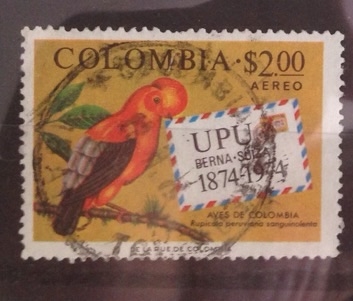 COLOMBIA·$2.00
AEREO
UPU
BERNA·SUIZA
1874-1974
AVES DE COLOMBIA
Rupicola peruviana sanguinolenta
DE LA RUE DE COLOMBIA